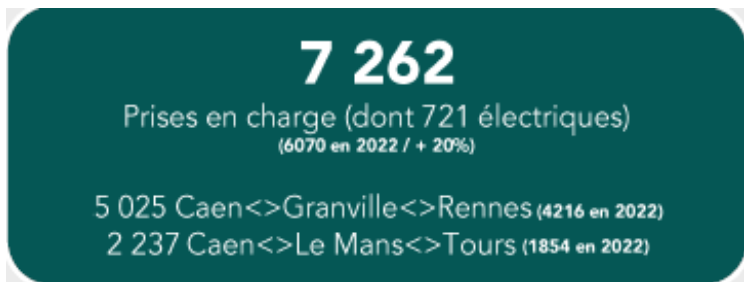 7 262
Prises en charge (dont 721 électriques)
(6070 en 2022 / + 20%)
5 025 Caen<>Granville<>Rennes (4216 en 2022)
2 237 Caen<>Le Mans<>Tours (1854 en 2022)